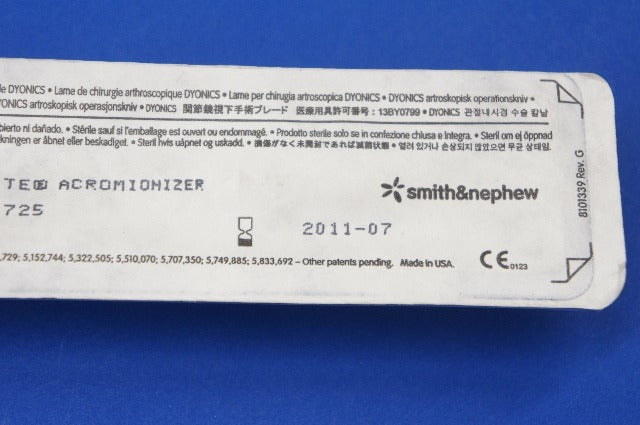 DYONICS • Lame de chirurgie arthroscopique DYONICS • Lame per chirugia artroscopica DYONICS • DYONICS artroskopisk operationskniv •
DYONICS artroskopisk operasjonskniv • DYONICS 関節鏡視下手術ブレード 医療用具許可番号：13BY0799 • DYONICS 관절내시경 수술 칼날
abierto ni dañado. • Stérile sauf si l'emballage est ouvert ou endommagé. • Prodotto sterile solo se in confezione chiusa e integra. • Steril om ej öppnad
er åbnet eller beskadiget. • Steril hvis uåpnet og uskadd. • 損傷がなく未開封であれば滅菌状態 • 열려 있거나 손상되지 않았으면 무균 상태임.
ACROMIONIZER
725
smith&nephew
2011-07
,729; 5,152,744; 5,322,505; 5,510,070; 5,707,350; 5,749,885; 5,833,692 – Other patents pending. Made in USA.
CE 0123
8101339 Rev. G